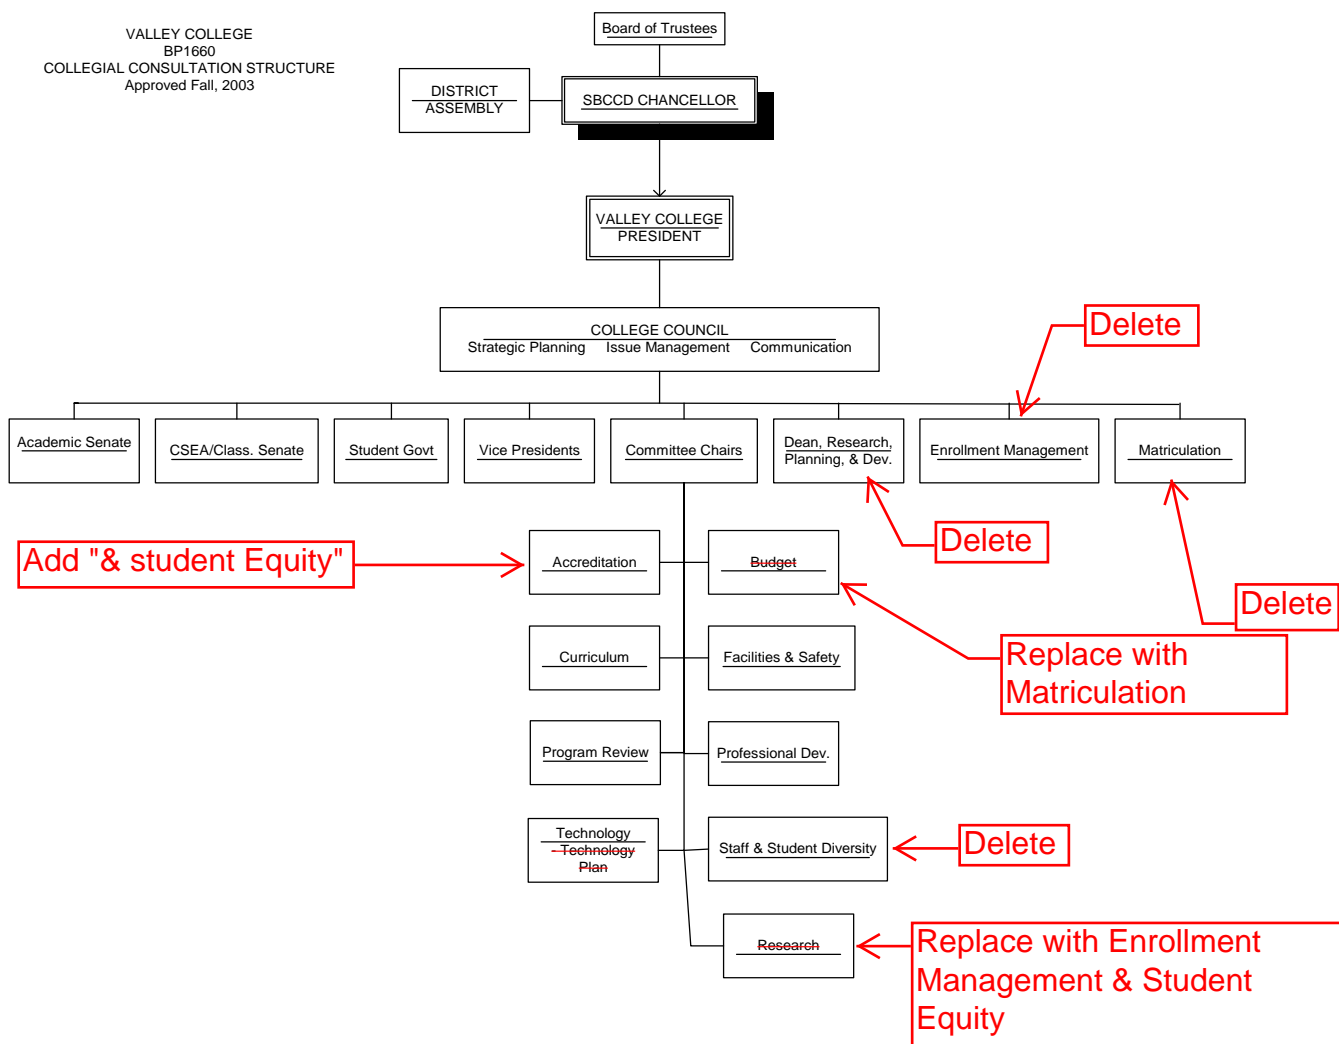 VALLEY COLLEGE
BP1660
COLLEGIAL CONSULTATION STRUCTURE
Approved Fall, 2003
Board of Trustees
DISTRICT
ASSEMBLY
SBCCD CHANCELLOR
VALLEY COLLEGE
PRESIDENT
COLLEGE COUNCIL
Strategic Planning Issue Management Communication
Delete
Academic Senate
CSEA/Class. Senate
Student Govt
Vice Presidents
Committee Chairs
Dean, Research,
Planning, & Dev.
Enrollment Management
Matriculation
Delete
Delete
Add "& student Equity"
Accreditation
Budget
Replace with
Matriculation
Curriculum
Facilities & Safety
Program Review
Professional Dev.
Technology
- Technology
Plan
Staff & Student Diversity
Delete
Research
Replace with Enrollment
Management & Student
Equity